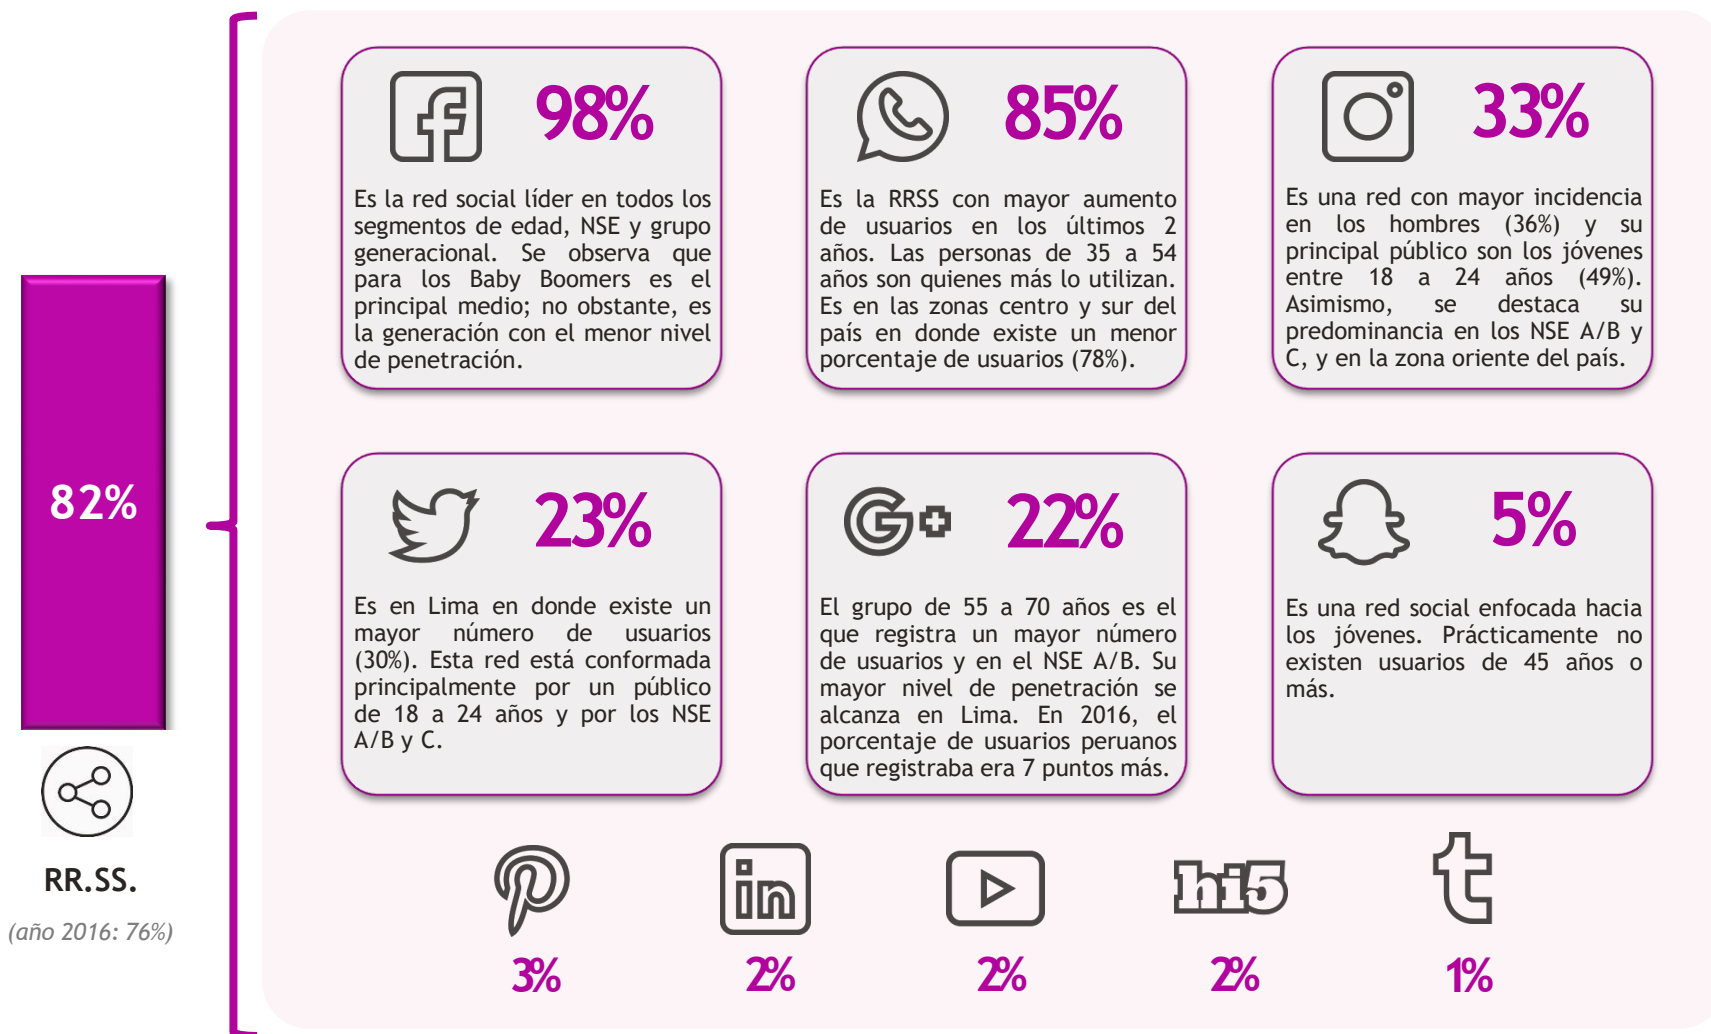 98%
Es la red social líder en todos los
segmentos de edad, NSE y grupo
generacional. Se observa que
para los Baby Boomers es el
principal medio; no obstante, es
la generación con el menor nivel
de penetración.
85%
Es la RRSS con mayor aumento
de usuarios en los últimos 2
años. Las personas de 35 a 54
años son quienes más lo utilizan.
Es en las zonas centro y sur del
país en donde existe un menor
porcentaje de usuarios (78%).
33%
Es una red con mayor incidencia
en los hombres (36%) y su
principal público son los jóvenes
entre 18 a 24 años (49%).
Asimismo, se destaca su
predominancia en los NSE A/B y
C, y en la zona oriente del país.
82%
RR.SS.
(año 2016: 76%)
23%
Es en Lima en donde existe un
mayor número de usuarios
(30%). Esta red está conformada
principalmente por un público
de 18 a 24 años y por los NSE
A/B y C.
G+
22%
El grupo de 55 a 70 años es el
que registra un mayor número
de usuarios y en el NSE A/B. Su
mayor nivel de penetración se
alcanza en Lima. En 2016, el
porcentaje de usuarios peruanos
que registraba era 7 puntos más.
5%
Es una red social enfocada hacia
los jóvenes. Prácticamente no
existen usuarios de 45 años o
más.
in
hi5
t
3%
2%
2%
2%
1%